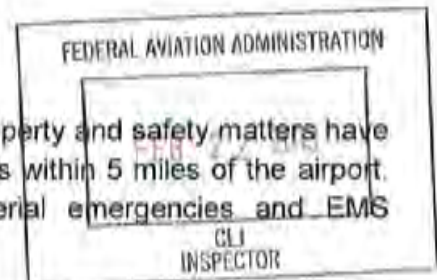 FEDERAL AVIATION ADMINISTRATION
perty and safety matters have
s within 5 miles of the airport.
erial emergencies and EMS
CLI
INSPECTOR